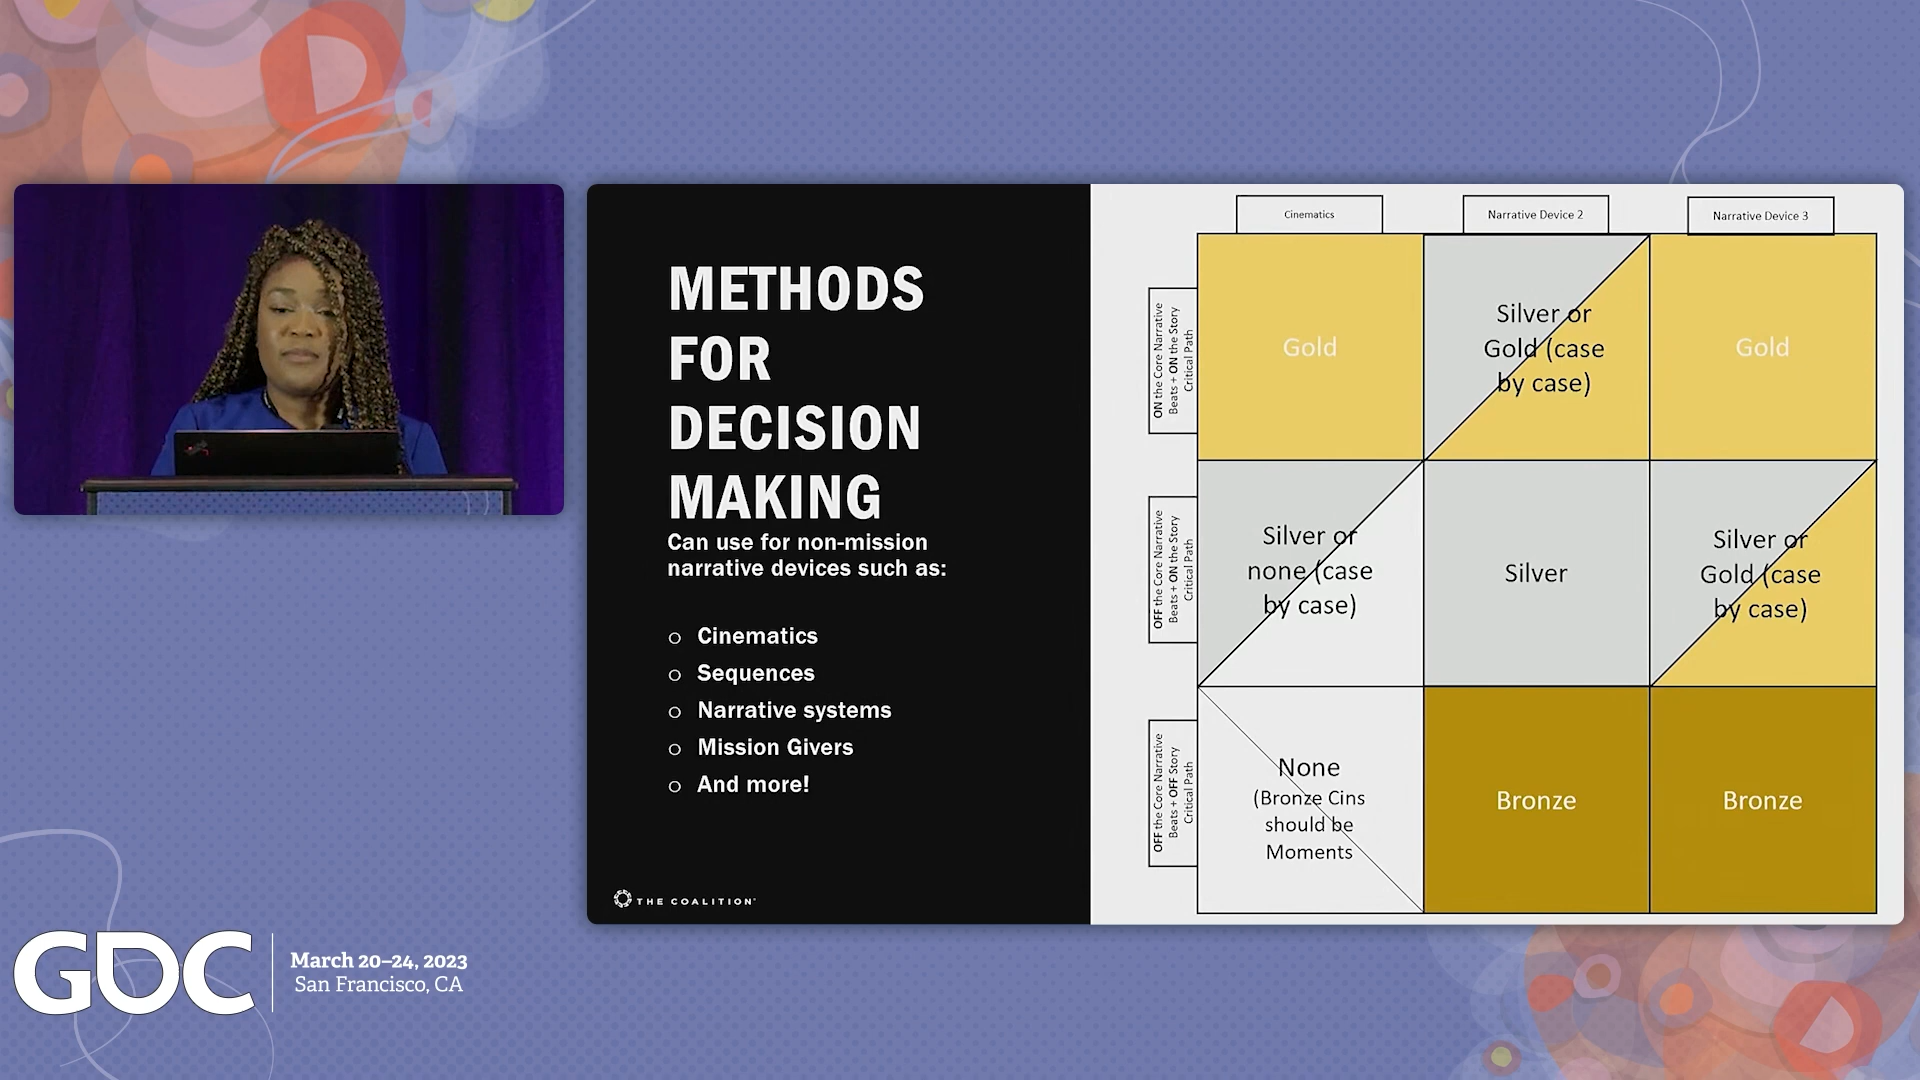 METHODS
FOR
DECISION
MAKING
Can use for non-mission
narrative devices such as:
o Cinematics
o Sequences
o Narrative systems
o Mission Givers
o And more!
THE COALITION
Cinematics
Narrative Device 2
Narrative Device 3
ON the Core Narrative
Beats + ON the Story
Critical Path
Gold
Silver or
Gold (case
by case)
Gold
OFF the Core Narrative
Beats + ON the Story
Critical Path
Silver or
none (case
by case)
Silver
Silver or
Gold (case
by case)
OFF the Core Narrative
Beats + OFF Story
Critical Path
None
(Bronze Cins
should be
Moments
Bronze
Bronze
GDC
March 20–24, 2023
San Francisco, CA